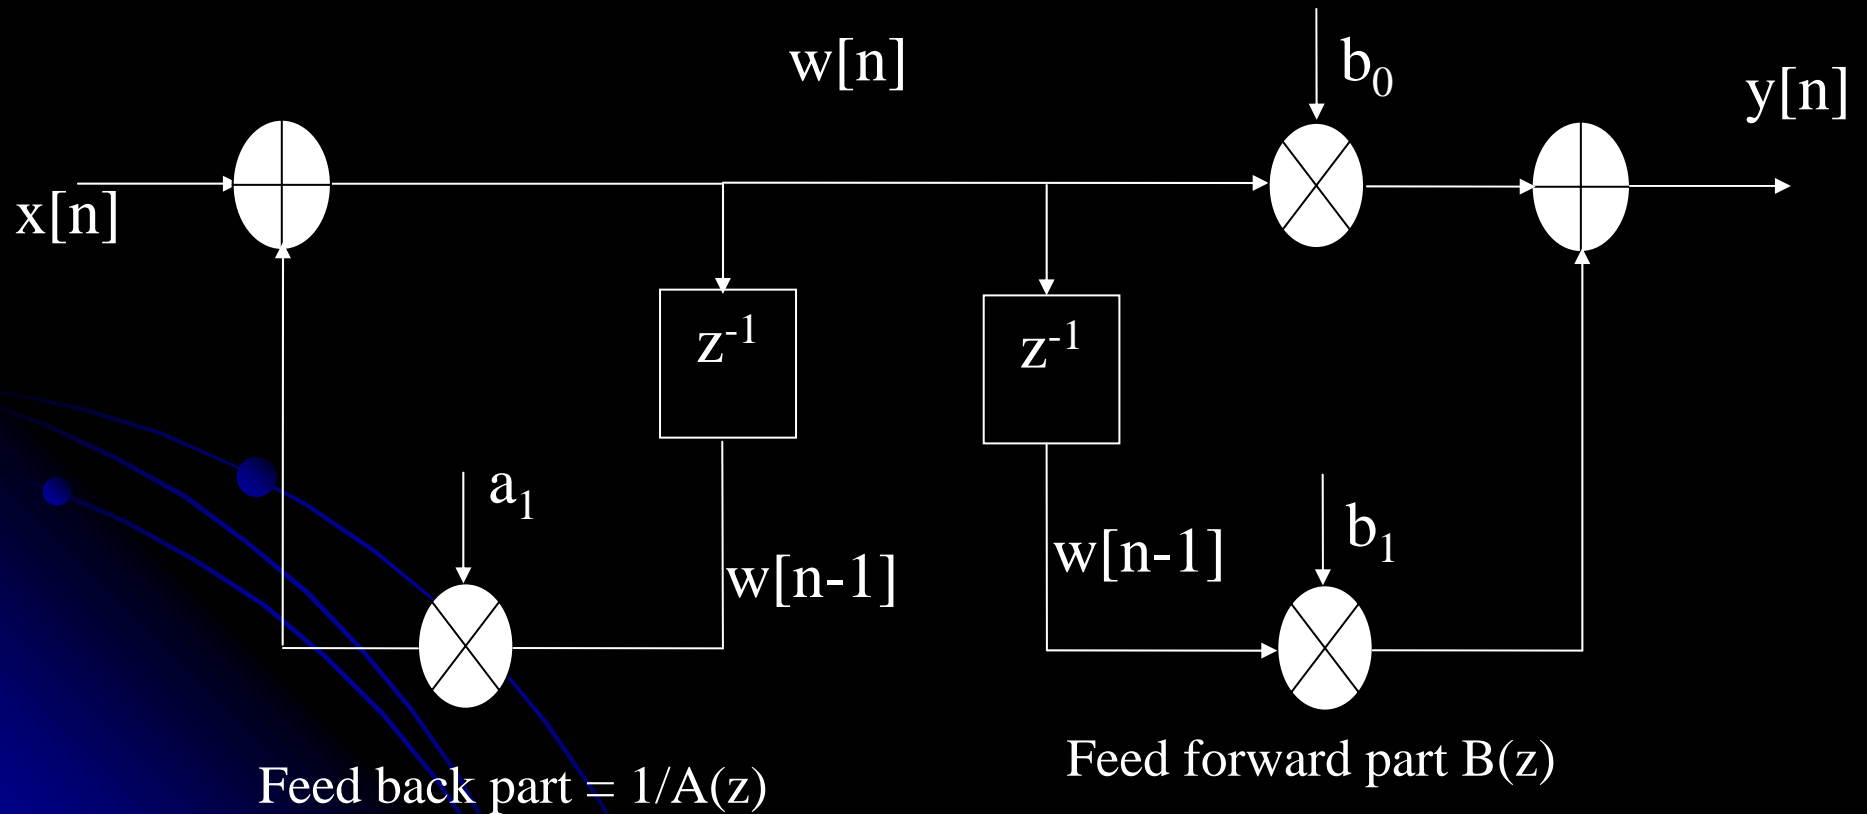 w[n]
b₀
y[n]
x[n]
z⁻¹
z⁻¹
a₁
w[n-1]
w[n-1]
b₁
Feed back part = 1/A(z)
Feed forward part B(z)